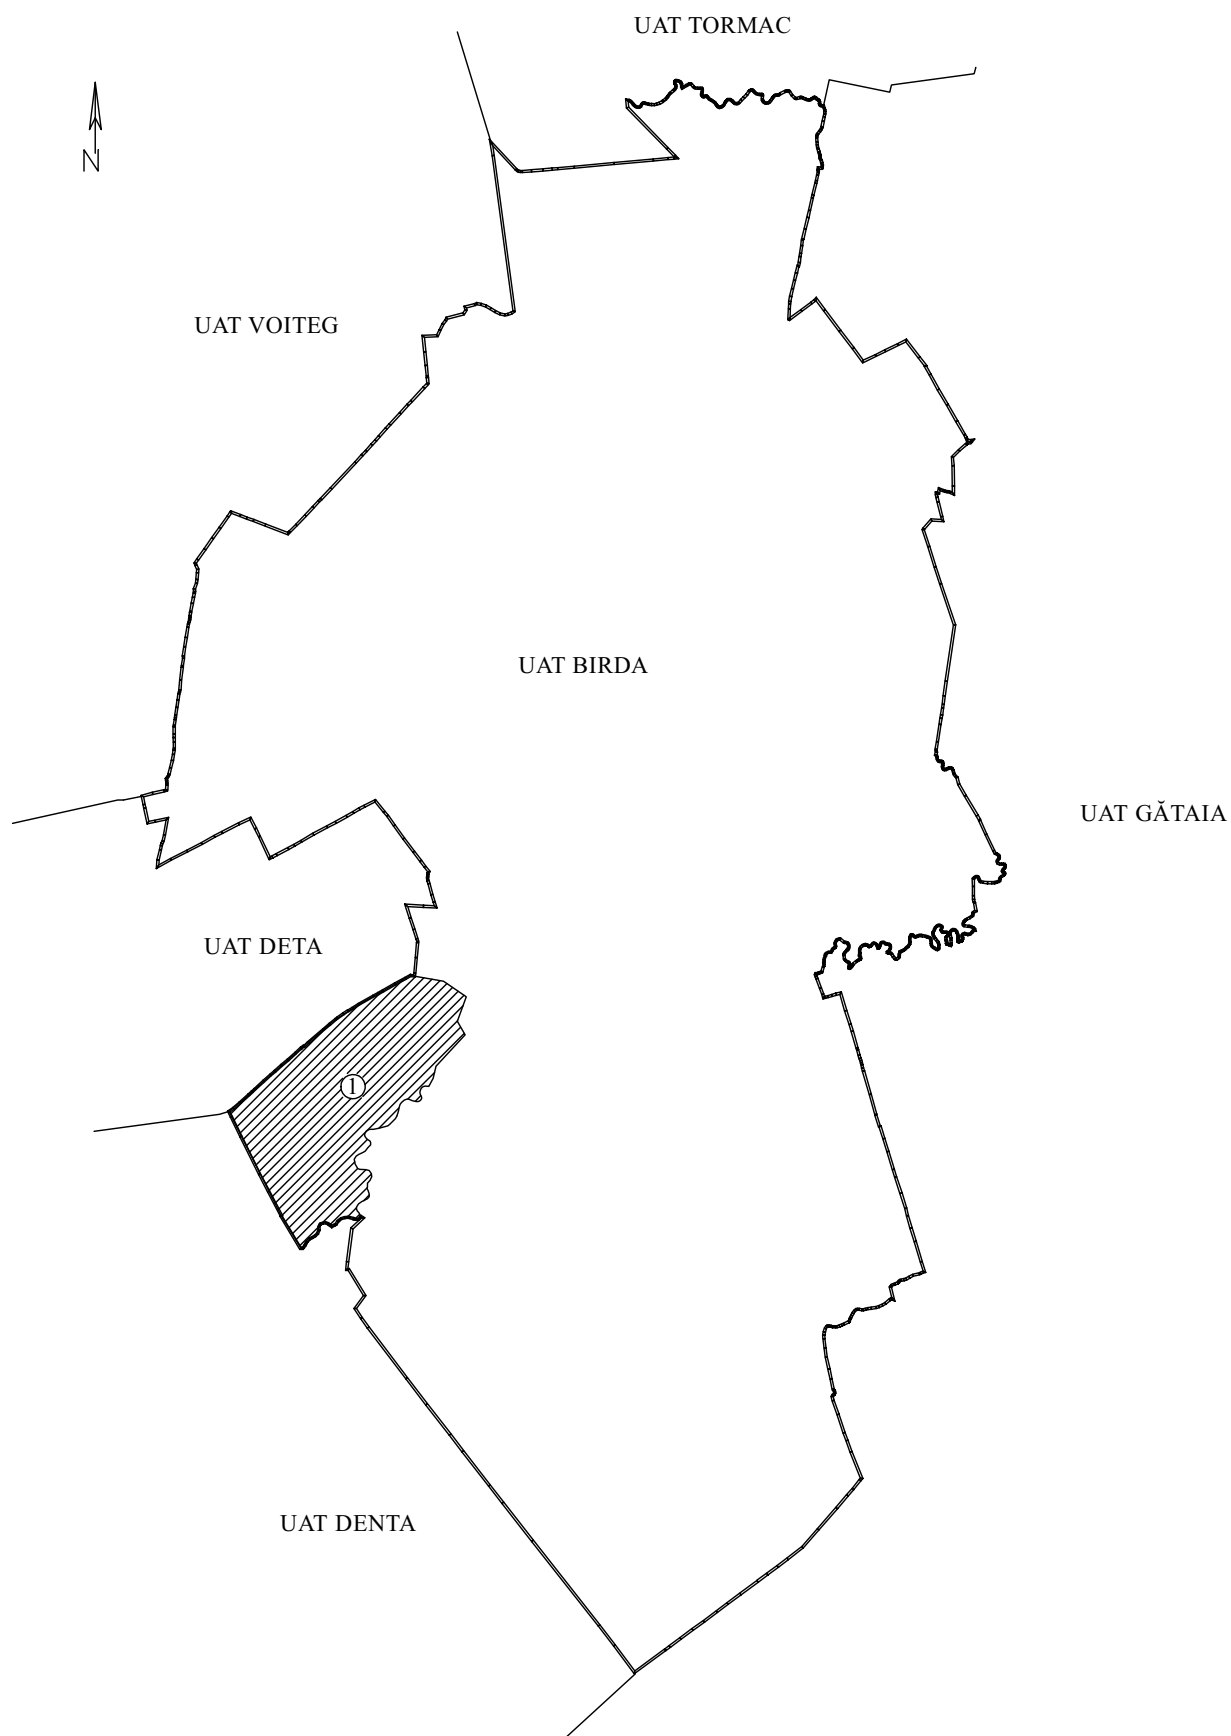 UAT TORMAC
N
UAT VOITEG
UAT BIRDA
UAT GĂTAIA
UAT DETA
1
UAT DENTA